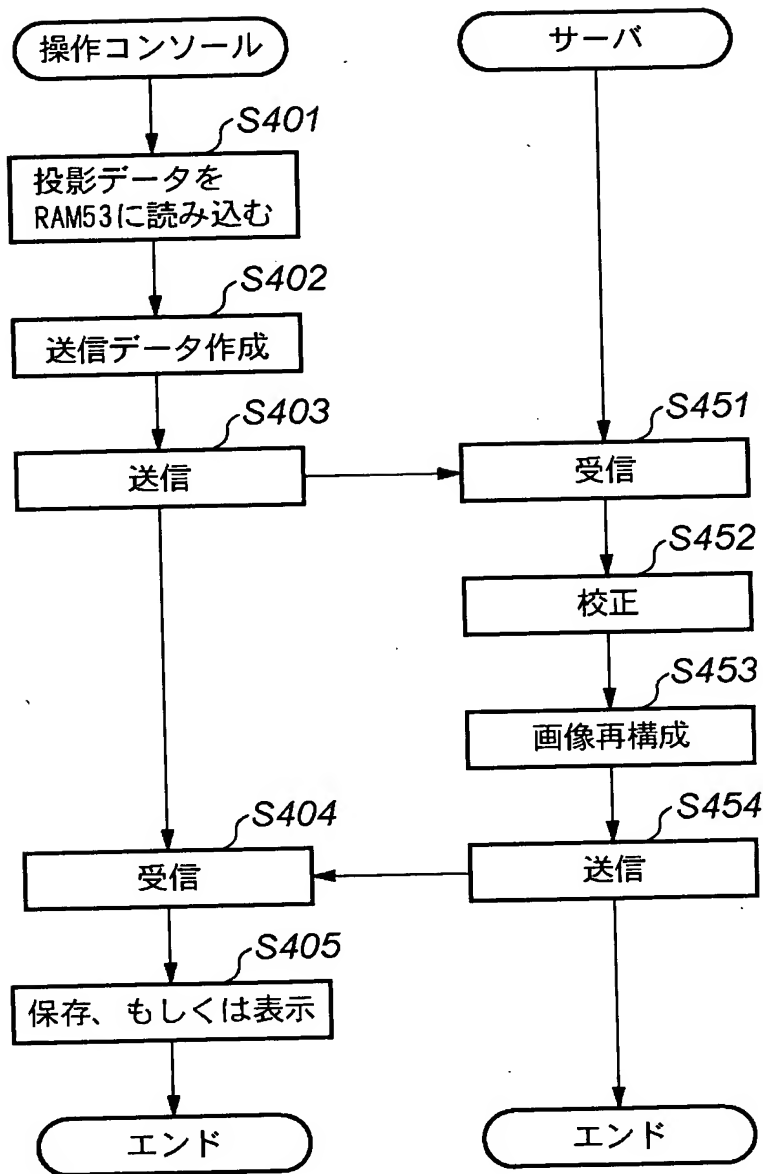 操作コンソール
サーバ
S401
投影データを
RAM53に読み込む
S402
送信データ作成
S403
送信
S451
受信
S452
校正
S453
画像再構成
S454
送信
S404
受信
S405
保存、もしくは表示
エンド
エンド